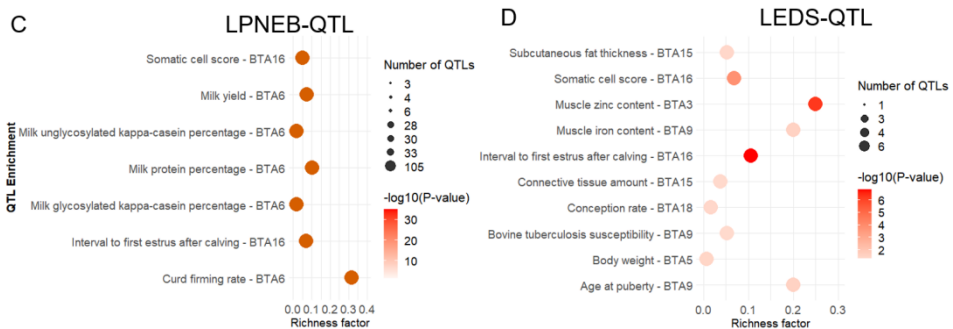 C
LPNEB-QTL
QTL Enrichment
Somatic cell score - BTA16
Milk yield - BTA6
Milk unglycosylated kappa-casein percentage - BTA6
Milk protein percentage - BTA6
Milk glycosylated kappa-casein percentage - BTA6
Interval to first estrus after calving - BTA16
Curd firming rate - BTA6
0.0 0.1 0.2 0.3 0.4
Richness factor
Number of QTLs
3
4
6
28
30
33
105
-log10(P-value)
30
20
10
D
LEDS-QTL
Subcutaneous fat thickness - BTA15
Somatic cell score - BTA16
Muscle zinc content - BTA3
Muscle iron content - BTA9
Interval to first estrus after calving - BTA16
Connective tissue amount - BTA15
Conception rate - BTA18
Bovine tuberculosis susceptibility - BTA9
Body weight - BTA5
Age at puberty - BTA9
0.0 0.1 0.2 0.3
Richness factor
Number of QTLs
1
3
4
6
-log10(P-value)
6
5
4
3
2